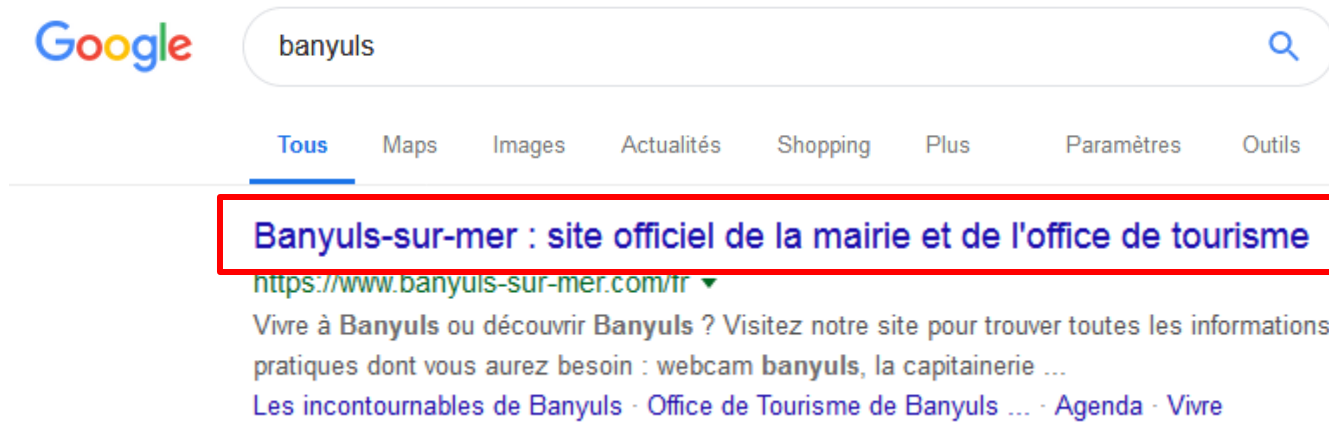 Google
banyuls
Tous Maps Images Actualités Shopping Plus Paramètres Outils
Banyuls-sur-mer : site officiel de la mairie et de l'office de tourisme
https://www.banyuls-sur-mer.com/fr
Vivre à Banyuls ou découvrir Banyuls ? Visitez notre site pour trouver toutes les informations
pratiques dont vous aurez besoin : webcam banyuls, la capitainerie ...
Les incontournables de Banyuls · Office de Tourisme de Banyuls ... · Agenda · Vivre